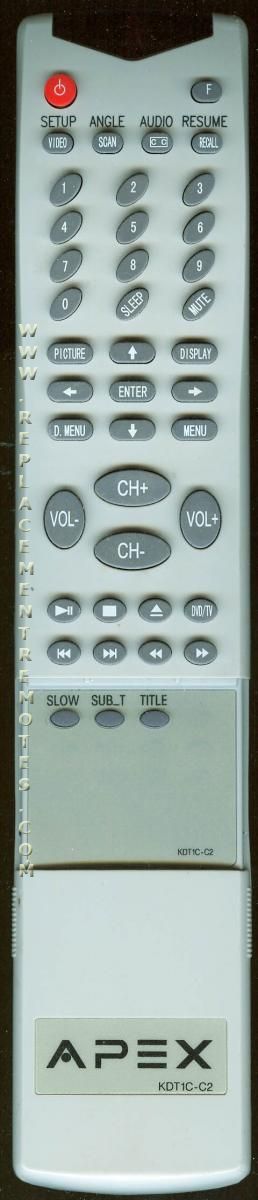 F
SETUP ANGLE AUDIO RESUME
VIDEO SCAN CC RECALL
1 2 3
4 5 6
7 8 9
0 SLEEP MUTE
PICTURE DISPLAY
ENTER
D. MENU MENU
CH+
VOL- VOL+
CH-
DVD/TV
SLOW SUB_T TITLE
KDT1C-C2
APEX
KDT1C-C2
WWW.REPLACEMENTREMOTES.COM